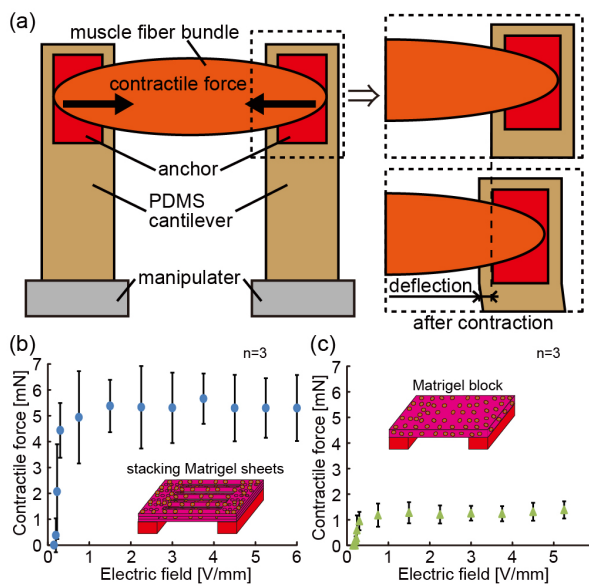 (a)
muscle fiber bundle
contractile force
anchor
PDMS
cantilever
manipulater
deflection
after contraction
(b)
n=3
Contractile force [mN]
7
6
5
4
3
2
1
0
stacking Matrigel sheets
0 1 2 3 4 5 6
Electric field [V/mm]
(c)
n=3
Contractile force [mN]
7
6
5
4
3
2
1
0
Matrigel block
0 1 2 3 4 5 6
Electric field [V/mm]